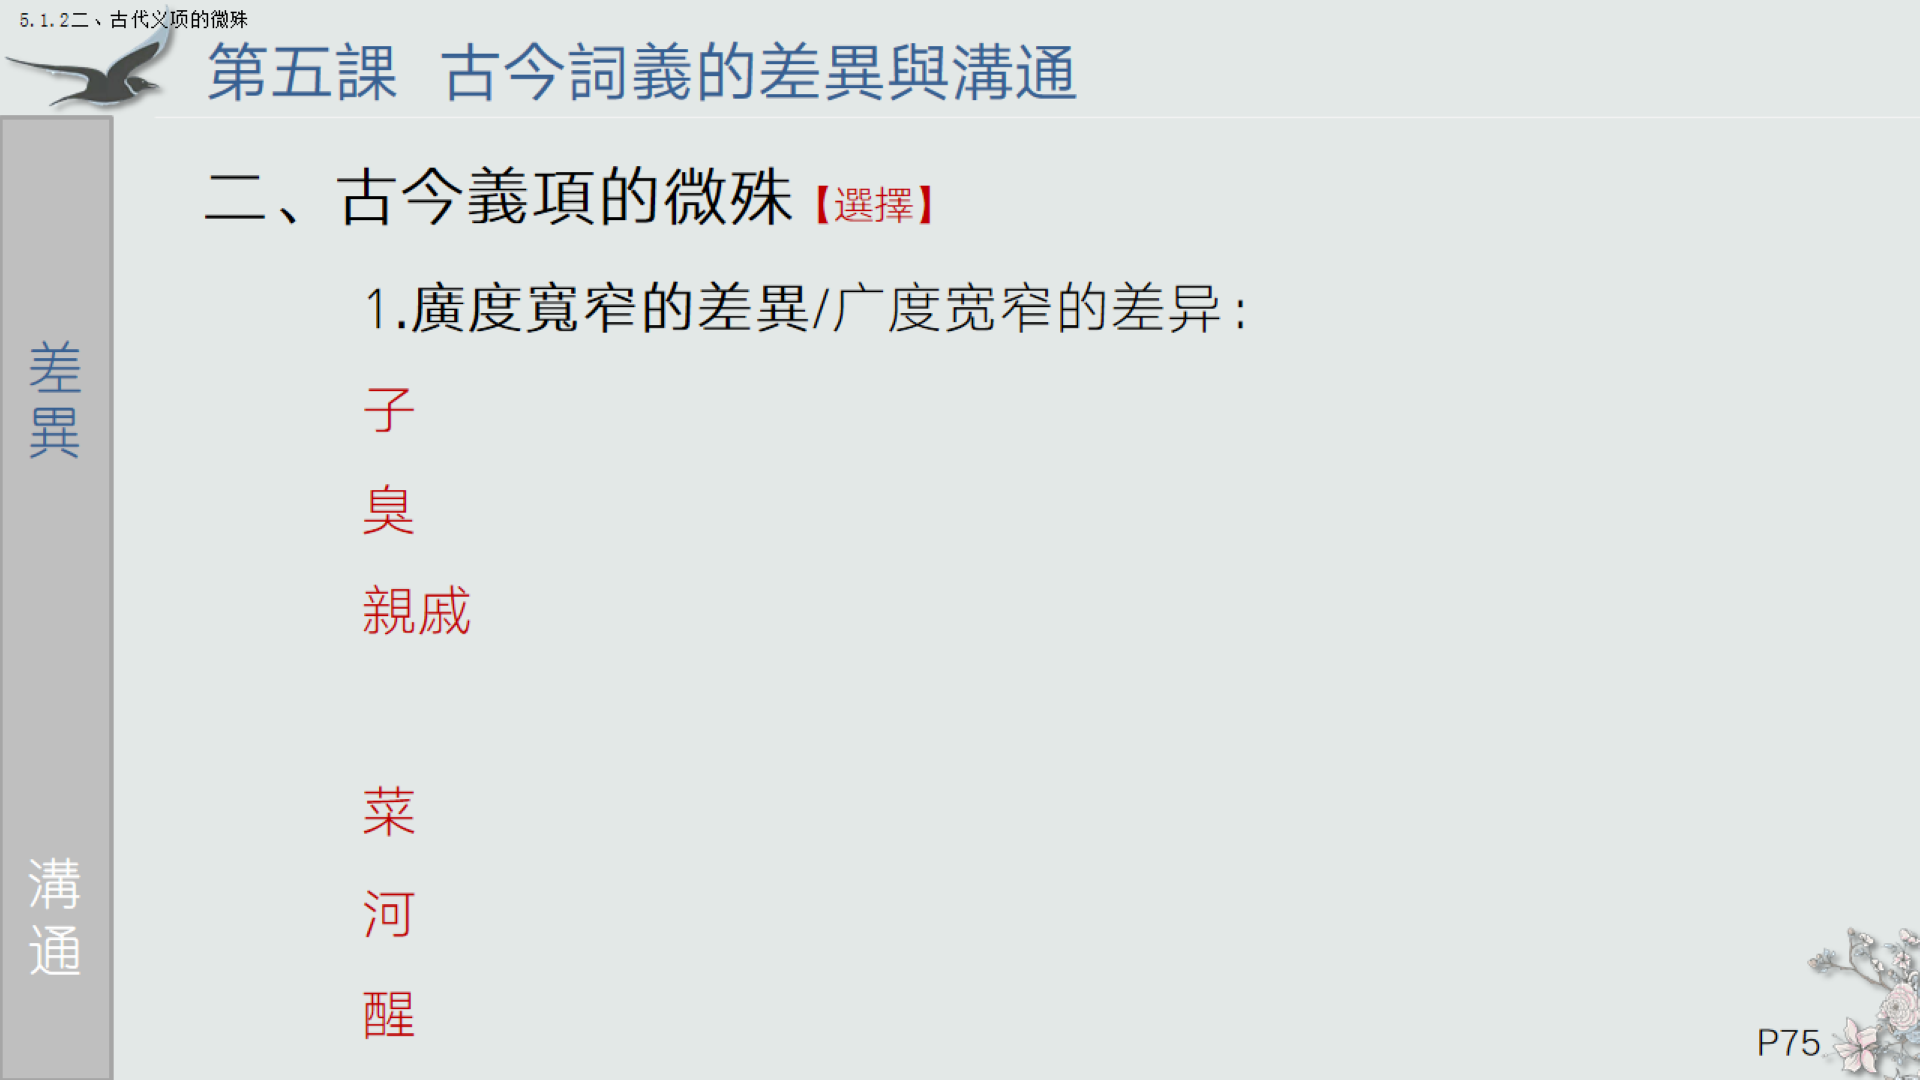 5.1.2二、古代义项的微殊
第五課 古今詞義的差異與溝通
二、古今義項的微殊【選擇】
1.廣度寬窄的差異/广度宽窄的差异:
子
臭
親戚
菜
河
醒
差異
溝通
P75